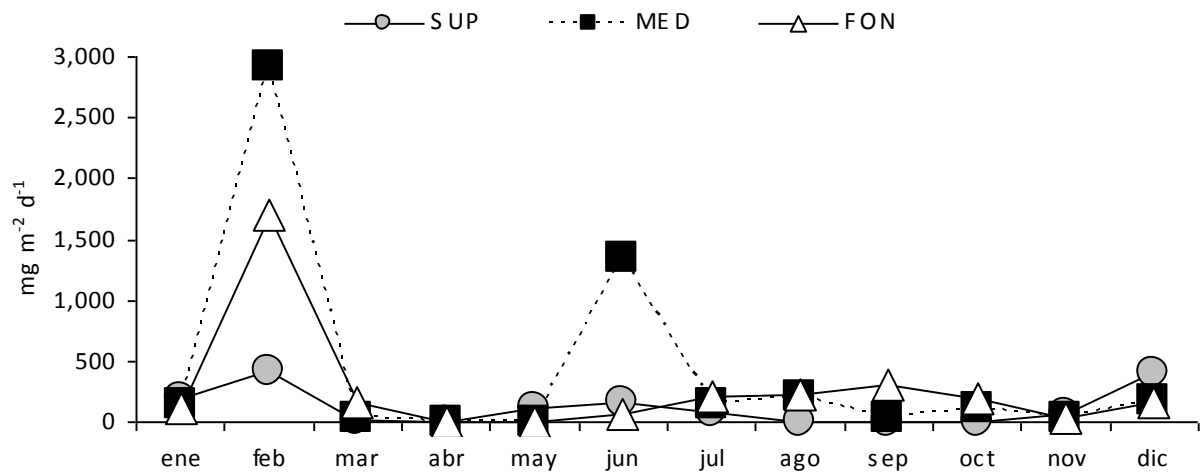 SUP MED FON
3,000
2,500
2,000
1,500
1,000
500
0
mg m⁻² d⁻¹
ene feb mar abr may jun jul ago sep oct nov dic